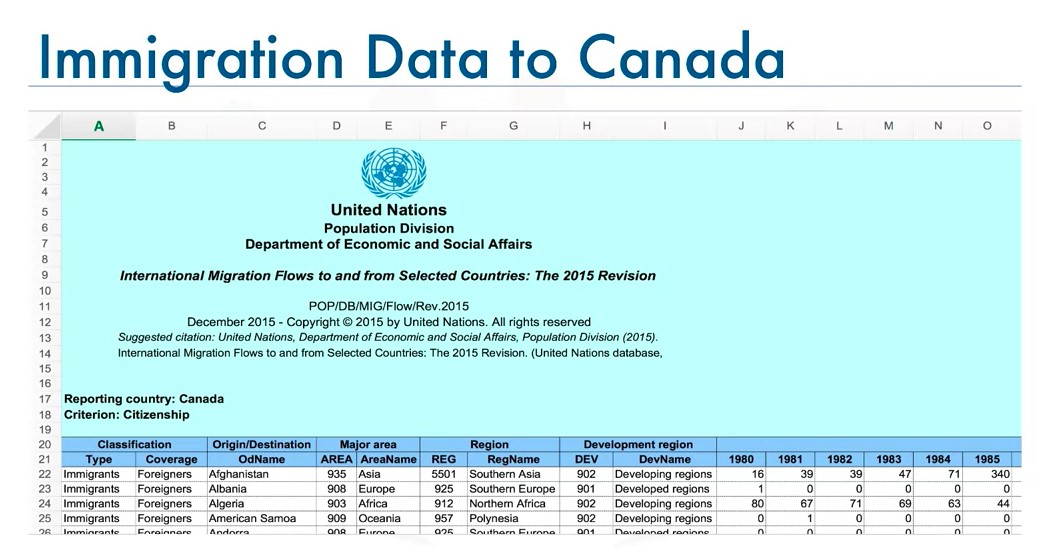 Immigration Data to Canada
A B C D E F G H I J K L M N O
1
2
3
4
5 United Nations
6 Population Division
7 Department of Economic and Social Affairs
8
9 International Migration Flows to and from Selected Countries: The 2015 Revision
10
11 POP/DB/MIG/Flow/Rev.2015
12 December 2015 - Copyright © 2015 by United Nations. All rights reserved
13 Suggested citation: United Nations, Department of Economic and Social Affairs, Population Division (2015).
14 International Migration Flows to and from Selected Countries: The 2015 Revision. (United Nations database,
15
16
17 Reporting country: Canada
18 Criterion: Citizenship
19
20 Classification Origin/Destination Major area Region Development region
21 Type Coverage OdName AREA AreaName REG RegName DEV DevName 1980 1981 1982 1983 1984 1985
22 Immigrants Foreigners Afghanistan 935 Asia 5501 Southern Asia 902 Developing regions 16 39 39 47 71 340
23 Immigrants Foreigners Albania 908 Europe 925 Southern Europe 901 Developed regions 1 0 0 0 0 0
24 Immigrants Foreigners Algeria 903 Africa 912 Northern Africa 902 Developing regions 80 67 71 69 63 44
25 Immigrants Foreigners American Samoa 909 Oceania 957 Polynesia 902 Developing regions 0 1 0 0 0 0
26 Immigrants Foreigners Andorra 908 Europe 925 Southern Europe 901 Developed regions 0 0 0 0 0 0